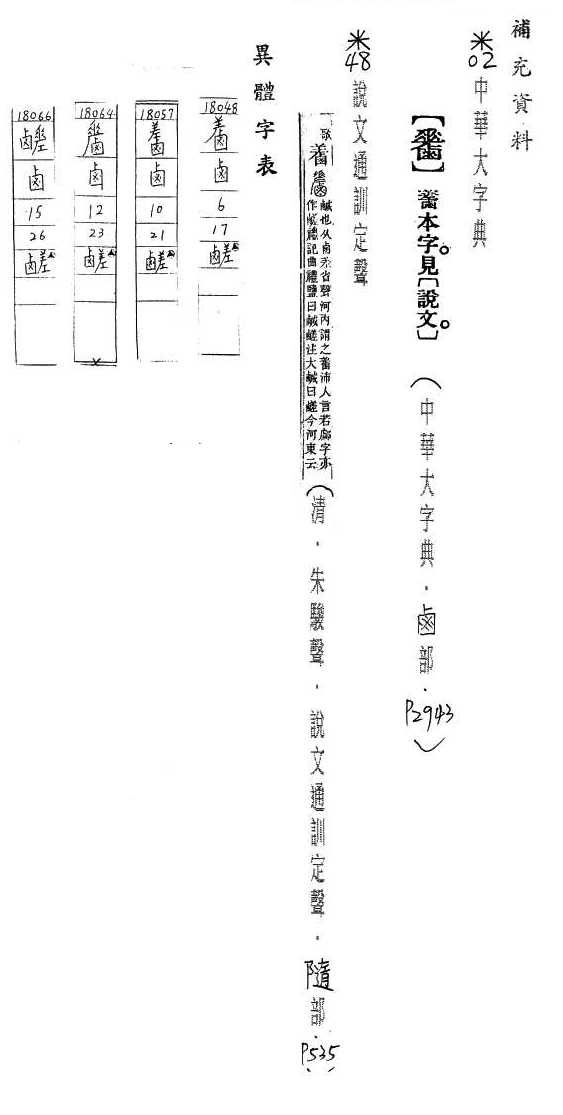 補充資料
※02 中華大字典
【】 本字。見[說文]。 (中華大字典.鹵部.P2943)
※48 說文通訓定聲
歌
鹹也从鹵差省聲河內謂之沛人言若盧字亦
作鹺禮記曲禮鹽曰鹹鹺注大鹹曰鹺今河東云
(清.朱駿聲.說文通訓定聲.隨部.P535)
異體字表
18048
鹵
6
17
鹺
18057
鹵
10
21
鹺
18064
鹵
12
23
鹺
18066
鹵
15
26
鹺